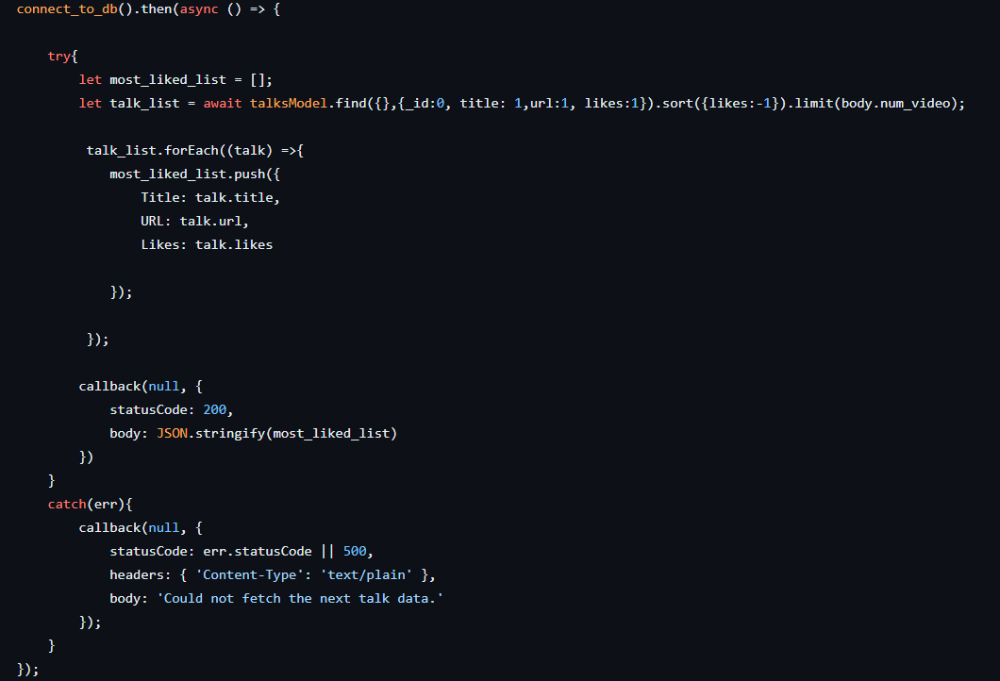 connect_to_db().then(async () => {
try{
let most_liked_list = [];
let talk_list = await talksModel.find({},{_id:0, title: 1,url:1, likes:1}).sort({likes:-1}).limit(body.num_video);
talk_list.forEach((talk) =>{
most_liked_list.push({
Title: talk.title,
URL: talk.url,
Likes: talk.likes
});
});
callback(null, {
statusCode: 200,
body: JSON.stringify(most_liked_list)
})
}
catch(err){
callback(null, {
statusCode: err.statusCode || 500,
headers: { 'Content-Type': 'text/plain' },
body: 'Could not fetch the next talk data.'
});
}
});